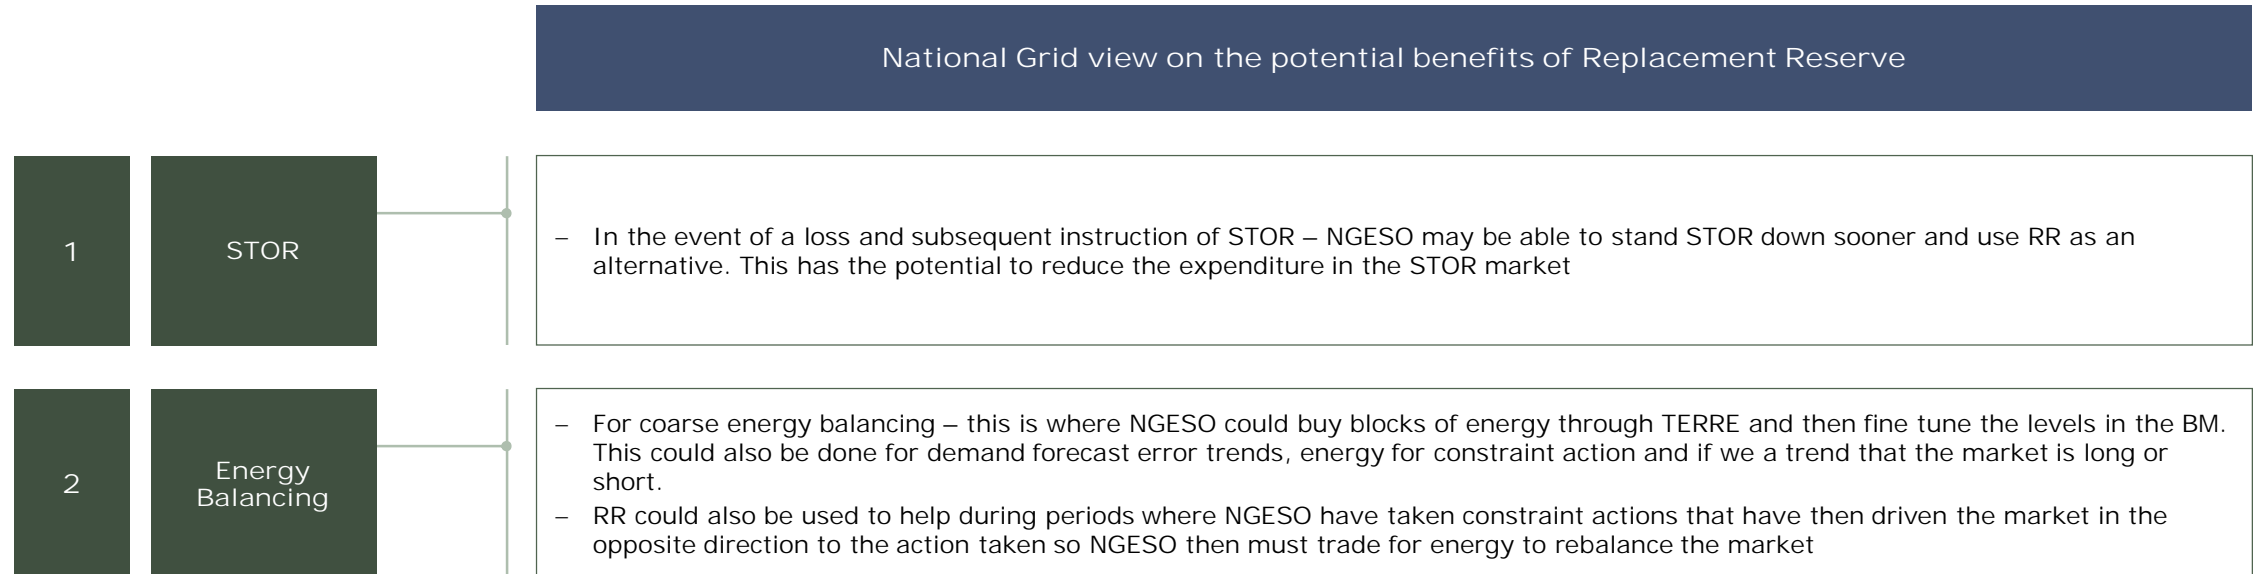 National Grid view on the potential benefits of Replacement Reserve
1
STOR
– In the event of a loss and subsequent instruction of STOR – NGESO may be able to stand STOR down sooner and use RR as an
alternative. This has the potential to reduce the expenditure in the STOR market
2
Energy
Balancing
– For coarse energy balancing – this is where NGESO could buy blocks of energy through TERRE and then fine tune the levels in the BM.
This could also be done for demand forecast error trends, energy for constraint action and if we a trend that the market is long or
short.
– RR could also be used to help during periods where NGESO have taken constraint actions that have then driven the market in the
opposite direction to the action taken so NGESO then must trade for energy to rebalance the market